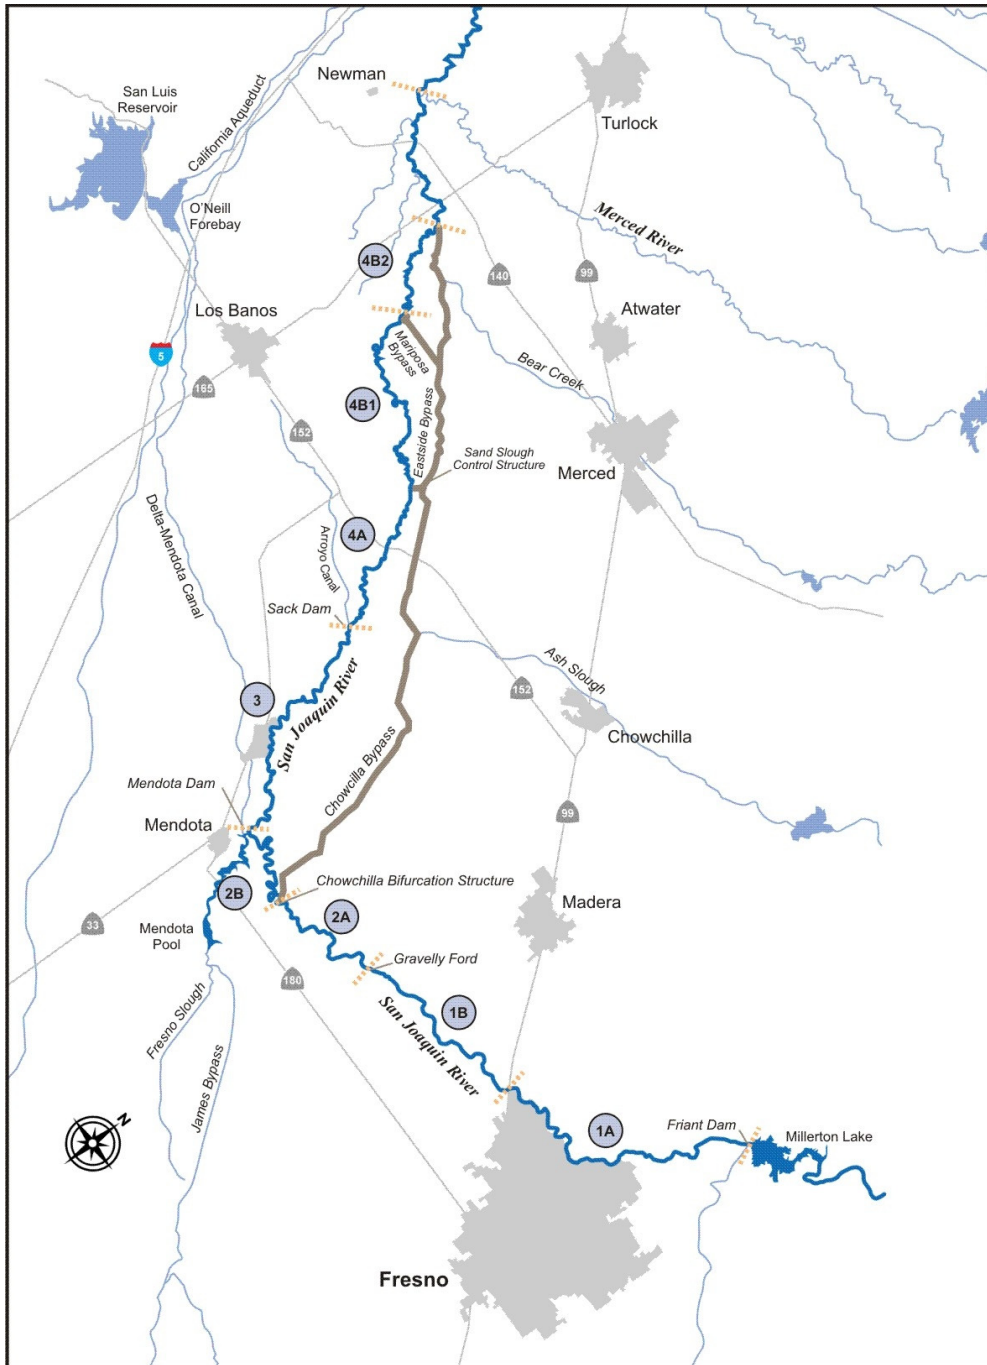 Newman
San Luis
Reservoir
California Aqueduct
Turlock
O'Neill
Forebay
Merced River
4B2
140
99
Los Banos
Atwater
5
Mariposa
Bypass
165
4B1
Bear Creek
152
Eastside Bypass
Sand Slough
Control Structure
Merced
Delta-Mendota Canal
4A
Arroyo Canal
Sack Dam
Ash Slough
3
San Joaquin River
152
Chowchilla
Chowcilla Bypass
Mendota Dam
Mendota
99
2B
Chowchilla Bifurcation Structure
33
2A
Madera
Mendota
Pool
Gravelly Ford
180
Fresno Slough
San Joaquin River
1B
James Bypass
N
1A
Friant Dam
Millerton Lake
Fresno